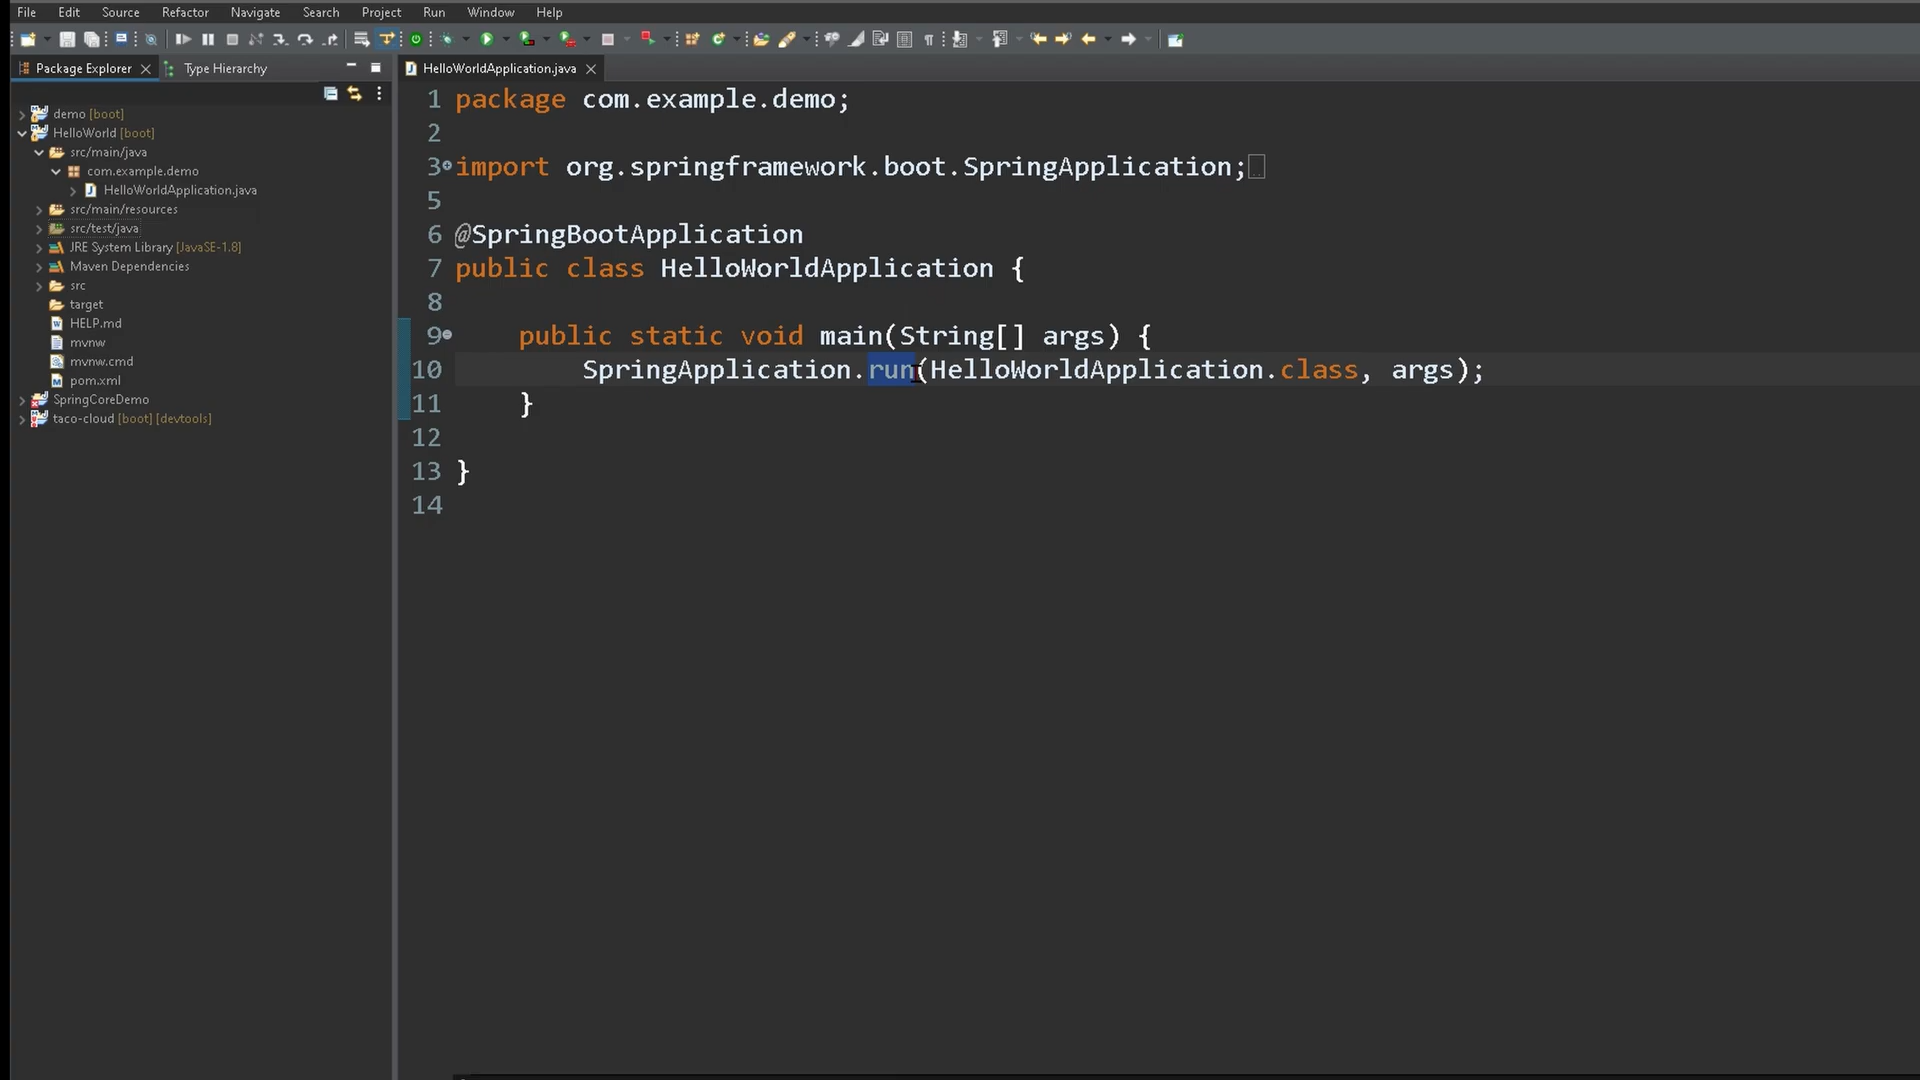 File Edit Source Refactor Navigate Search Project Run Window Help
Package Explorer Type Hierarchy
demo [boot]
HelloWorld [boot]
src/main/java
com.example.demo
HelloWorldApplication.java
src/main/resources
src/test/java
JRE System Library [JavaSE-1.8]
Maven Dependencies
src
target
HELP.md
mvnw
mvnw.cmd
pom.xml
SpringCoreDemo
taco-cloud [boot] [devtools]
HelloWorldApplication.java
1 package com.example.demo;
2
3 import org.springframework.boot.SpringApplication;
5
6 @SpringBootApplication
7 public class HelloWorldApplication {
8
9 public static void main(String[] args) {
10 SpringApplication.run(HelloWorldApplication.class, args);
11 }
12
13 }
14